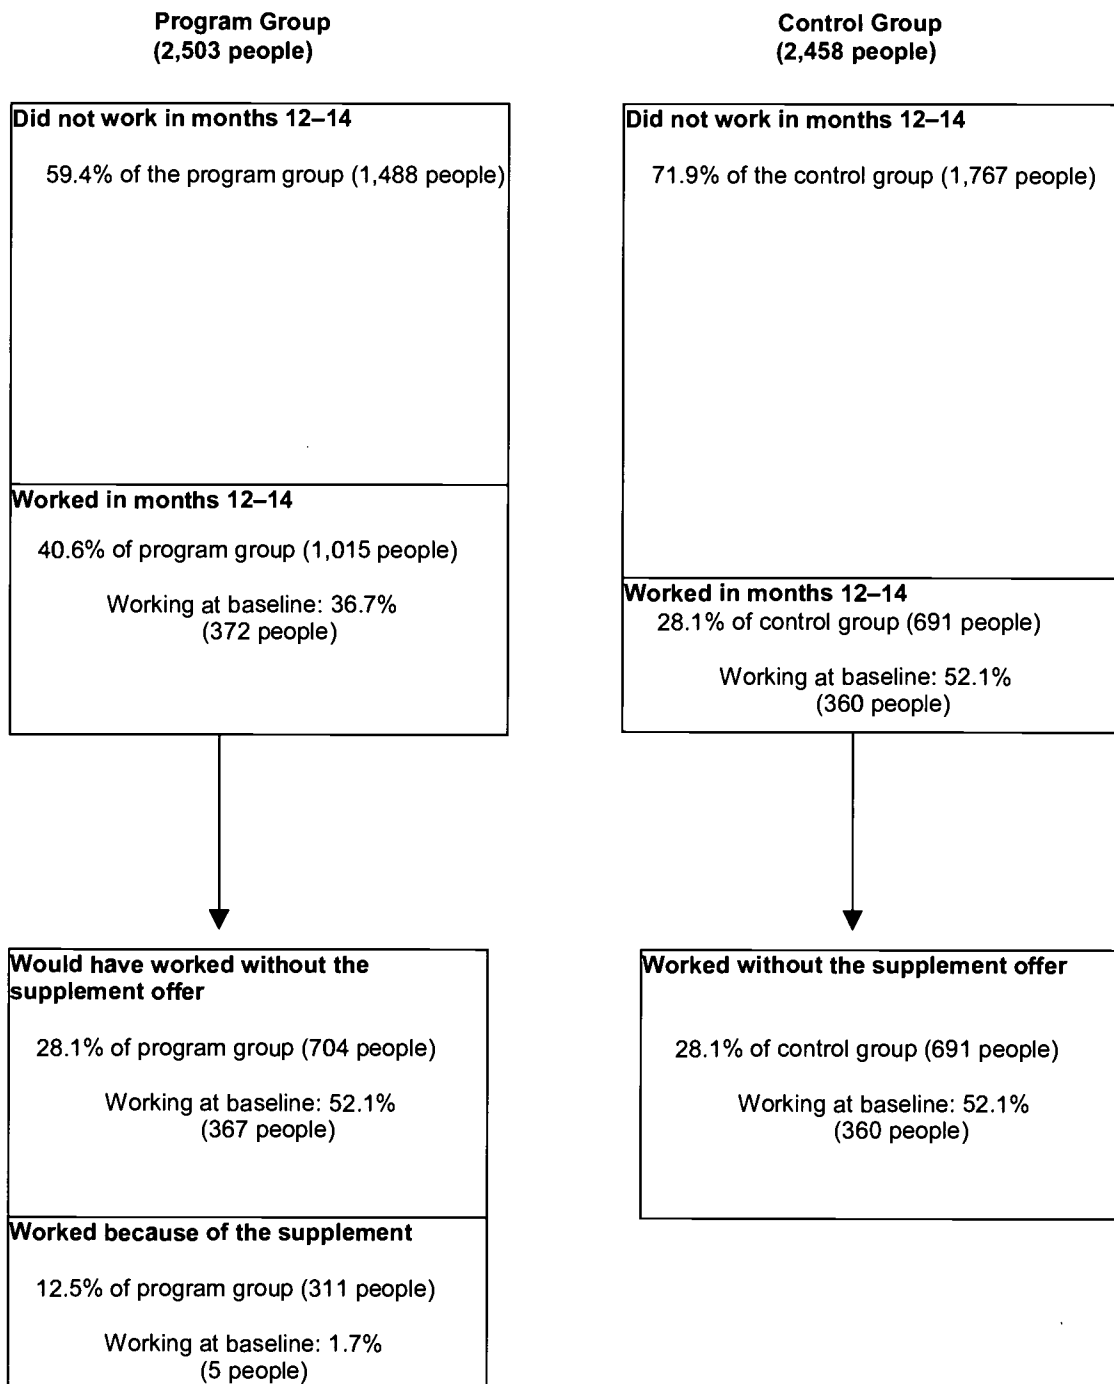 Program Group
(2,503 people)
Control Group
(2,458 people)
Did not work in months 12–14
59.4% of the program group (1,488 people)
Did not work in months 12–14
71.9% of the control group (1,767 people)
Worked in months 12–14
40.6% of program group (1,015 people)
Working at baseline: 36.7%
(372 people)
Worked in months 12–14
28.1% of control group (691 people)
Working at baseline: 52.1%
(360 people)
Would have worked without the
supplement offer
28.1% of program group (704 people)
Working at baseline: 52.1%
(367 people)
Worked because of the supplement
12.5% of program group (311 people)
Working at baseline: 1.7%
(5 people)
Worked without the supplement offer
28.1% of control group (691 people)
Working at baseline: 52.1%
(360 people)